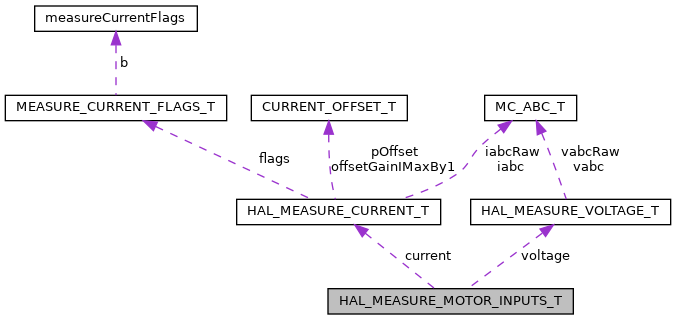 measureCurrentFlags
b
MEASURE_CURRENT_FLAGS_T
CURRENT_OFFSET_T
MC_ABC_T
flags
pOffset
offsetGainIMaxBy1
iabcRaw
iabc
vabcRaw
vabc
HAL_MEASURE_CURRENT_T
HAL_MEASURE_VOLTAGE_T
current
voltage
HAL_MEASURE_MOTOR_INPUTS_T